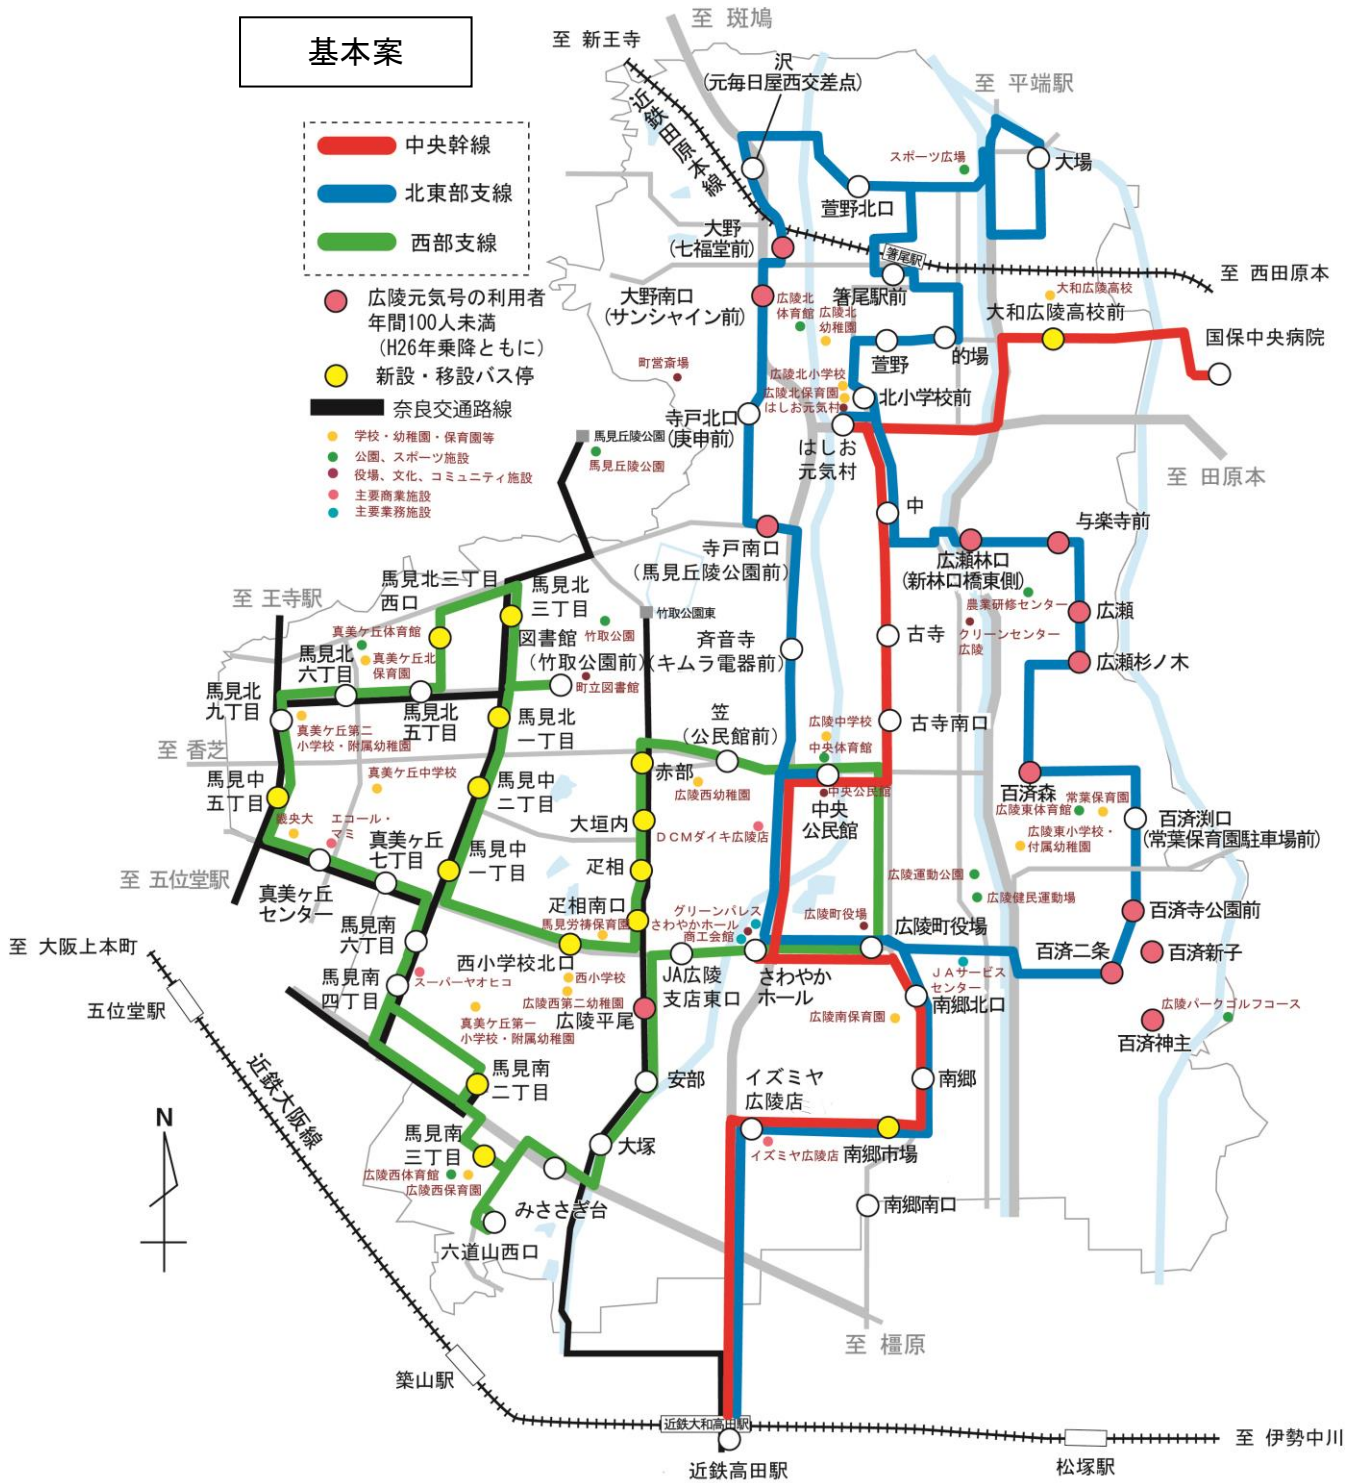 基本案
至 斑鳩
至 新王寺
沢
(元毎日屋西交差点)
至 平端駅
近鉄田原本線
中央幹線
北東部支線
西部支線
スポーツ広場
大場
萱野北口
大野
(七福堂前)
箸尾駅
至 西田原本
広陵元気号の利用者
年間100人未満
(H26年乗降ともに)
新設・移設バス停
奈良交通路線
学校・幼稚園・保育園等
公園、スポーツ施設
役場、文化、コミュニティ施設
主要商業施設
主要業務施設
箸尾駅前
大和広陵高校
大和広陵高校前
大野南口
(サンシャイン前)
広陵北
体育館
広陵北
幼稚園
国保中央病院
萱野
的場
町営斎場
広陵北小学校
広陵北保育園
はしお元気村
北小学校前
寺戸北口
(庚申前)
はしお
元気村
馬見丘陵公園
馬見丘陵公園
至 田原本
中
与楽寺前
寺戸南口
(馬見丘陵公園前)
広瀬林口
(新林口橋東側)
農業研修センター
馬見北三丁目
西口
馬見北
三丁目
至 王寺駅
竹取公園東
真美ケ丘体育館
真美ケ丘北
保育園
図書館
(竹取公園前)
竹取公園
町立図書館
斉音寺
(キムラ電器前)
古寺
クリーンセンター
広陵
広瀬
広瀬杉ノ木
馬見北
六丁目
馬見北
九丁目
馬見北
五丁目
馬見北
一丁目
真美ケ丘第二
小学校・附属幼稚園
笠
(公民館前)
古寺南口
広陵中学校
中央体育館
至 香芝
馬見中
五丁目
真美ケ丘中学校
馬見中
二丁目
赤部
広陵西幼稚園
中央公民館
中央
公民館
百済森
常葉保育園
広陵東体育館
広陵東小学校・
付属幼稚園
百済渕口
(常葉保育園駐車場前)
畿央大
エコール・
マミ
真美ケ丘
七丁目
大垣内
DCMダイキ広陵店
馬見中
一丁目
疋相
至 五位堂駅
真美ヶ丘
センター
疋相南口
馬見労祷保育園
広陵運動公園
広陵健民運動場
グリーンパレス
さわやかホール
商工会館
広陵町役場
広陵町役場
百済寺公園前
至 大阪上本町
馬見南
六丁目
スーパーヤオヒコ
西小学校北口
西小学校
広陵西第二幼稚園
JA広陵
支店東口
さわやか
ホール
JAサービス
センター
百済二条
百済新子
五位堂駅
馬見南
四丁目
真美ケ丘第一
小学校・附属幼稚園
広陵平尾
南郷北口
広陵南保育園
広陵パークゴルフコース
百済神主
近鉄大阪線
馬見南
二丁目
安部
イズミヤ
広陵店
南郷
N
馬見南
三丁目
広陵西体育館
広陵西保育園
大塚
イズミヤ広陵店
南郷市場
みささぎ台
南郷南口
六道山西口
至 橿原
築山駅
近鉄大和高田駅
近鉄高田駅
松塚駅
至 伊勢中川